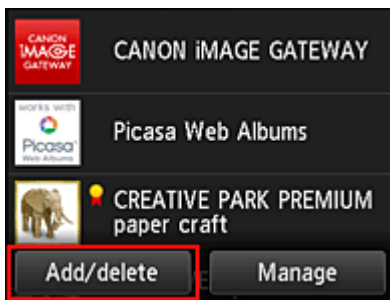 CANON
iMAGE
GATEWAY
CANON iMAGE GATEWAY
works with
Picasa
Web Albums
Picasa Web Albums
CREATIVE PARK PREMIUM
paper craft
Add/delete
Manage